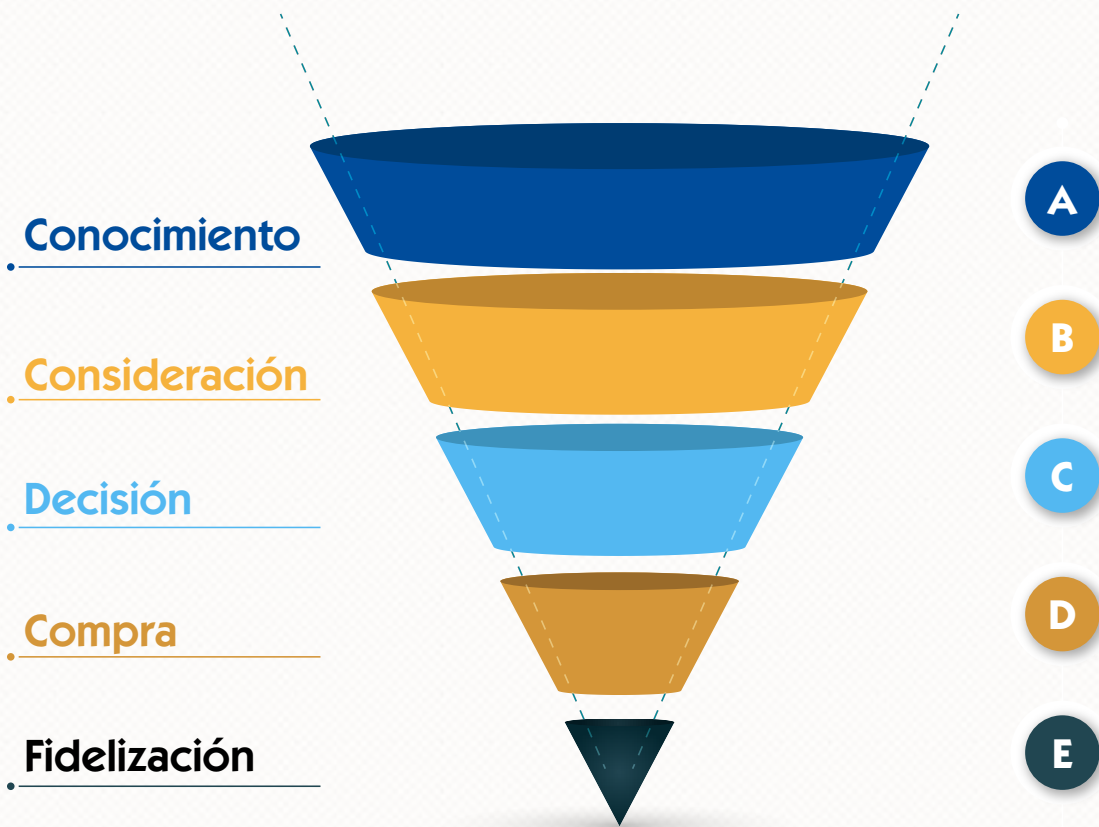 Conocimiento
A
Consideración
B
Decisión
C
Compra
D
Fidelización
E